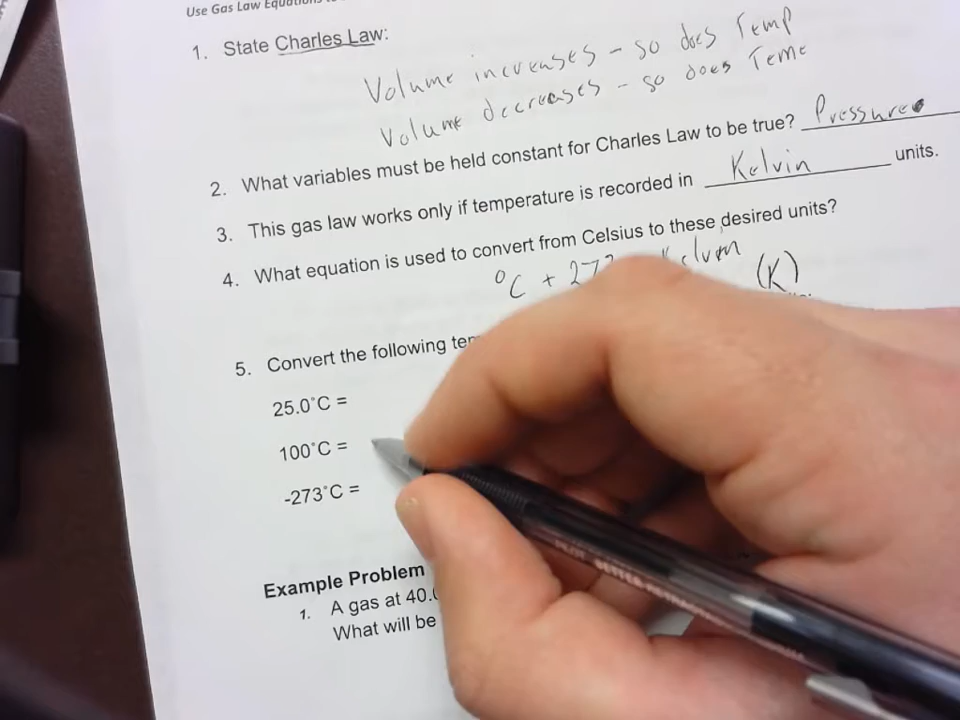 Use Gas Law Equations
1. State Charles Law:
Volume increases - so does Temp
Volume decreases - so does Teme
2. What variables must be held constant for Charles Law to be true? Pressure
3. This gas law works only if temperature is recorded in Kelvin units.
4. What equation is used to convert from Celsius to these desired units?
°C + 27 (K)
5. Convert the following
25.0°C =
100°C =
-273°C =
Example Problem
1. A gas at 40.
What will be